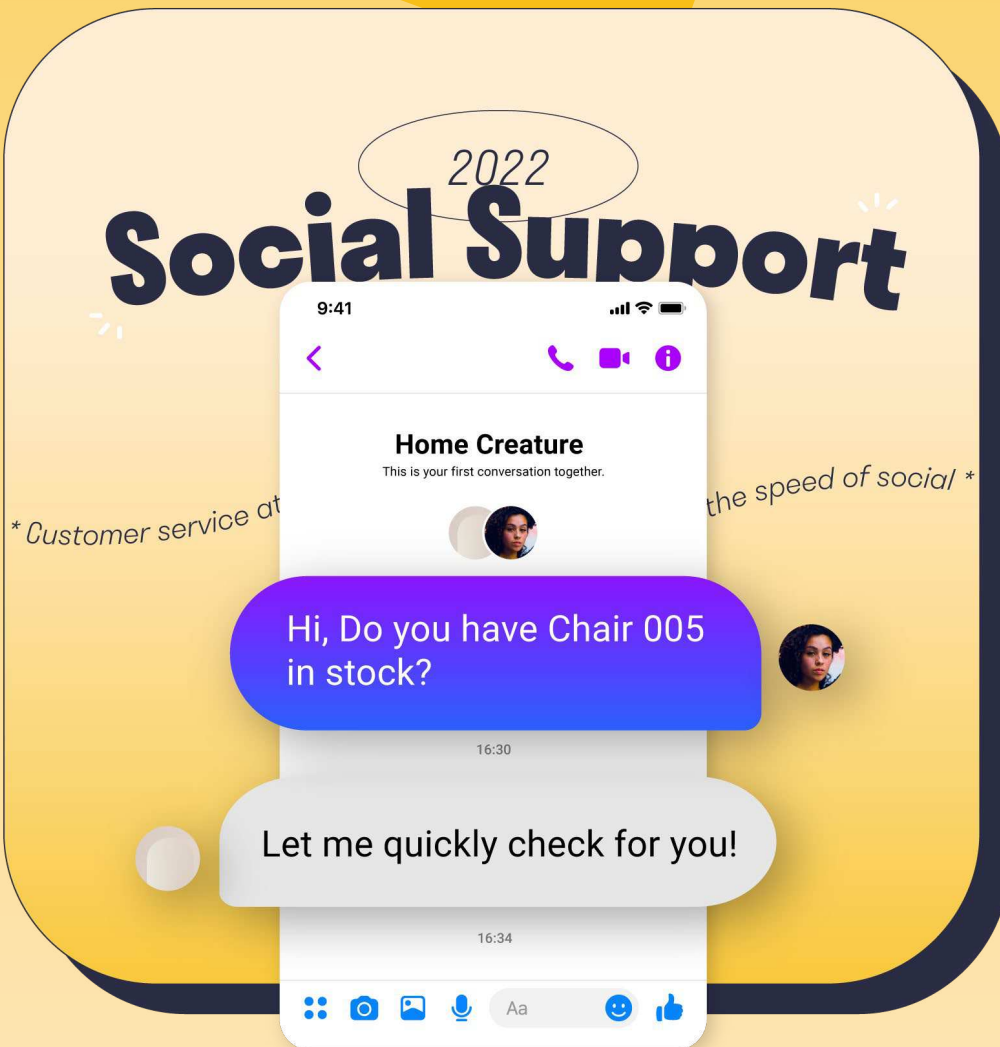 2022
Social Support
9:41
Home Creature
This is your first conversation together.
* Customer service at
the speed of social *
Hi, Do you have Chair 005
in stock?
16:30
Let me quickly check for you!
16:34
Aa